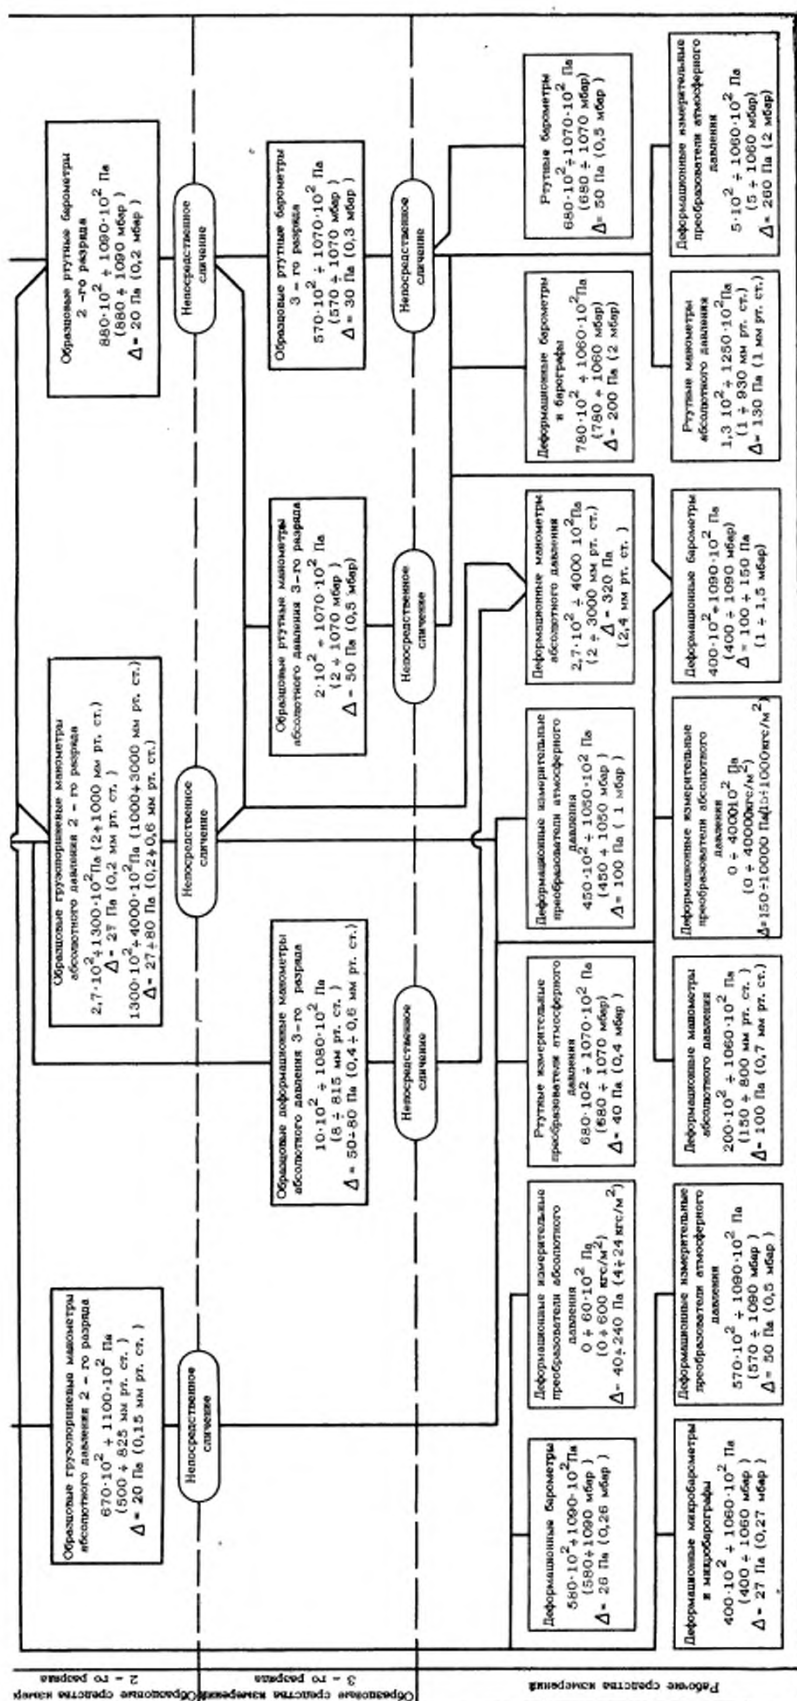 Образцовые средства измерений
2 - го разряда
Образцовые грузопоршневые манометры
абсолютного давления 2 - го разряда
670·10² ÷ 1100·10² Па
(500 ÷ 825 мм рт. ст.)
Δ = 20 Па (0,15 мм рт. ст.)
Образцовые грузопоршневые манометры
абсолютного давления 2 - го разряда
2,7·10²÷1300·10²Па (2÷1000 мм рт. ст.)
Δ = 27 Па (0,2 мм рт. ст.)
1300·10²÷4000·10²Па (1000÷3000 мм рт. ст.)
Δ = 27÷80 Па (0,2÷0,6 мм рт. ст.)
Образцовые ртутные барометры
2 -го разряда
880·10² ÷ 1090·10² Па
(880 ÷ 1090 мбар)
Δ = 20 Па (0,2 мбар)
Непосредственное
сличение
Непосредственное
сличение
Непосредственное
сличение
Образцовые средства измерений
3 - го разряда
Образцовые деформационные манометры
абсолютного давления 3-го разряда
10·10² ÷ 1080·10² Па
(8 ÷ 815 мм рт. ст.)
Δ = 50÷80 Па (0,4 ÷ 0,6 мм рт. ст.)
Образцовые ртутные манометры
абсолютного давления 3-го разряда
2·10² ÷ 1070·10² Па
(2 ÷ 1070 мбар)
Δ = 50 Па (0,5 мбар)
Образцовые ртутные барометры
3 - го разряда
570·10² ÷ 1070·10² Па
(570 ÷ 1070 мбар)
Δ = 30 Па (0,3 мбар)
Непосредственное
сличение
Непосредственное
сличение
Непосредственное
сличение
Рабочие средства измерений
Деформационные барометры
580·10²÷1090·10²Па
(580÷1090 мбар)
Δ = 26 Па (0,26 мбар)
Деформационные измерительные
преобразователи абсолютного
давления
0 ÷ 60·10² Па
(0÷600 кгс/м²)
Δ= 40÷240 Па (4÷24 кгс/м²)
Ртутные измерительные
преобразователи атмосферного
давления
680·10² ÷ 1070·10² Па
(680 ÷ 1070 мбар)
Δ = 40 Па (0,4 мбар)
Деформационные измерительные
преобразователи атмосферного
давления
450·10² ÷ 1050·10² Па
(450 ÷ 1050 мбар)
Δ = 100 Па (1 мбар)
Деформационные манометры
абсолютного давления
2,7·10² ÷ 4000 10²Па
(2 ÷ 3000 мм рт. ст.)
Δ = 320 Па
(2,4 мм рт. ст.)
Деформационные барометры
и барографы
780·10² ÷ 1060·10²Па
(780 ÷ 1060 мбар)
Δ = 200 Па (2 мбар)
Ртутные барометры
680·10² ÷ 1070·10² Па
(680 ÷ 1070 мбар)
Δ= 50 Па (0,5 мбар)
Деформационные микробарометры
и микробарографы
400·10² ÷ 1060·10² Па
(400 ÷ 1060 мбар)
Δ = 27 Па (0,27 мбар)
Деформационные измерительные
преобразователи атмосферного
давления
570·10² ÷ 1090·10² Па
(570 ÷ 1090 мбар)
Δ = 50 Па (0,5 мбар)
Деформационные манометры
абсолютного давления
200·10² ÷ 1060·10² Па
(150 ÷ 800 мм рт. ст.)
Δ = 100 Па (0,7 мм рт. ст.)
Деформационные измерительные
преобразователи абсолютного
давления
0 ÷ 4000·10² Па
(0 ÷ 40000кгс/м²)
Δ=150÷10000 Па(15÷1000кгс/м²)
Деформационные барометры
400·10² ÷1090·10² Па
(400 ÷ 1090 мбар)
Δ = 100 ÷ 150 Па
(1 ÷ 1,5 мбар)
Ртутные манометры
абсолютного давления
1,3 10² ÷ 1250·10²Па
(1 ÷ 930 мм рт. ст.)
Δ= 130 Па (1 мм рт. ст.)
Деформационные измерительные
преобразователи атмосферного
давления
5·10² ÷ 1060·10² Па
(5 ÷ 1060 мбар)
Δ = 260 Па (2 мбар)